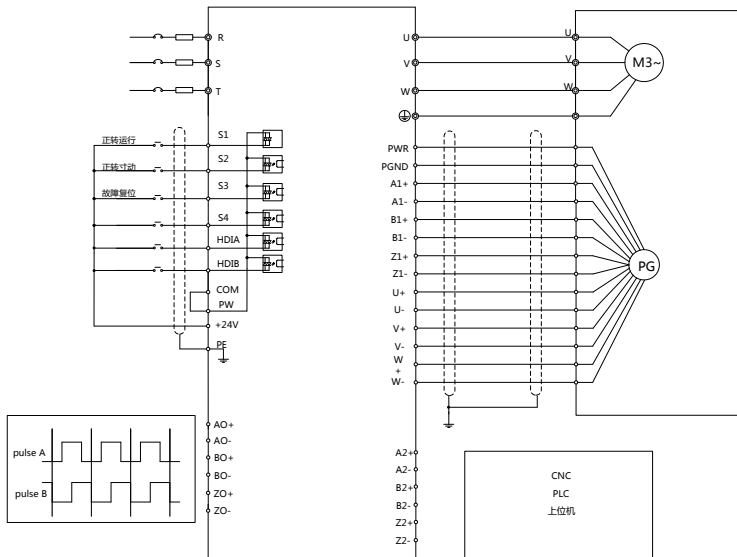 R
S
T
U
V
W
U
V
W
M3~
正转运行
S1
正转寸动
S2
故障复位
S3
S4
HDIA
HDIB
COM
PW
+24V
PE
PWR
PGND
A1+
A1-
B1+
B1-
Z1+
Z1-
U+
U-
V+
V-
W
+
W-
PG
pulse A
pulse B
AO+
AO-
BO+
BO-
ZO+
ZO-
A2+
A2-
B2+
B2-
Z2+
Z2-
CNC
PLC
上位机